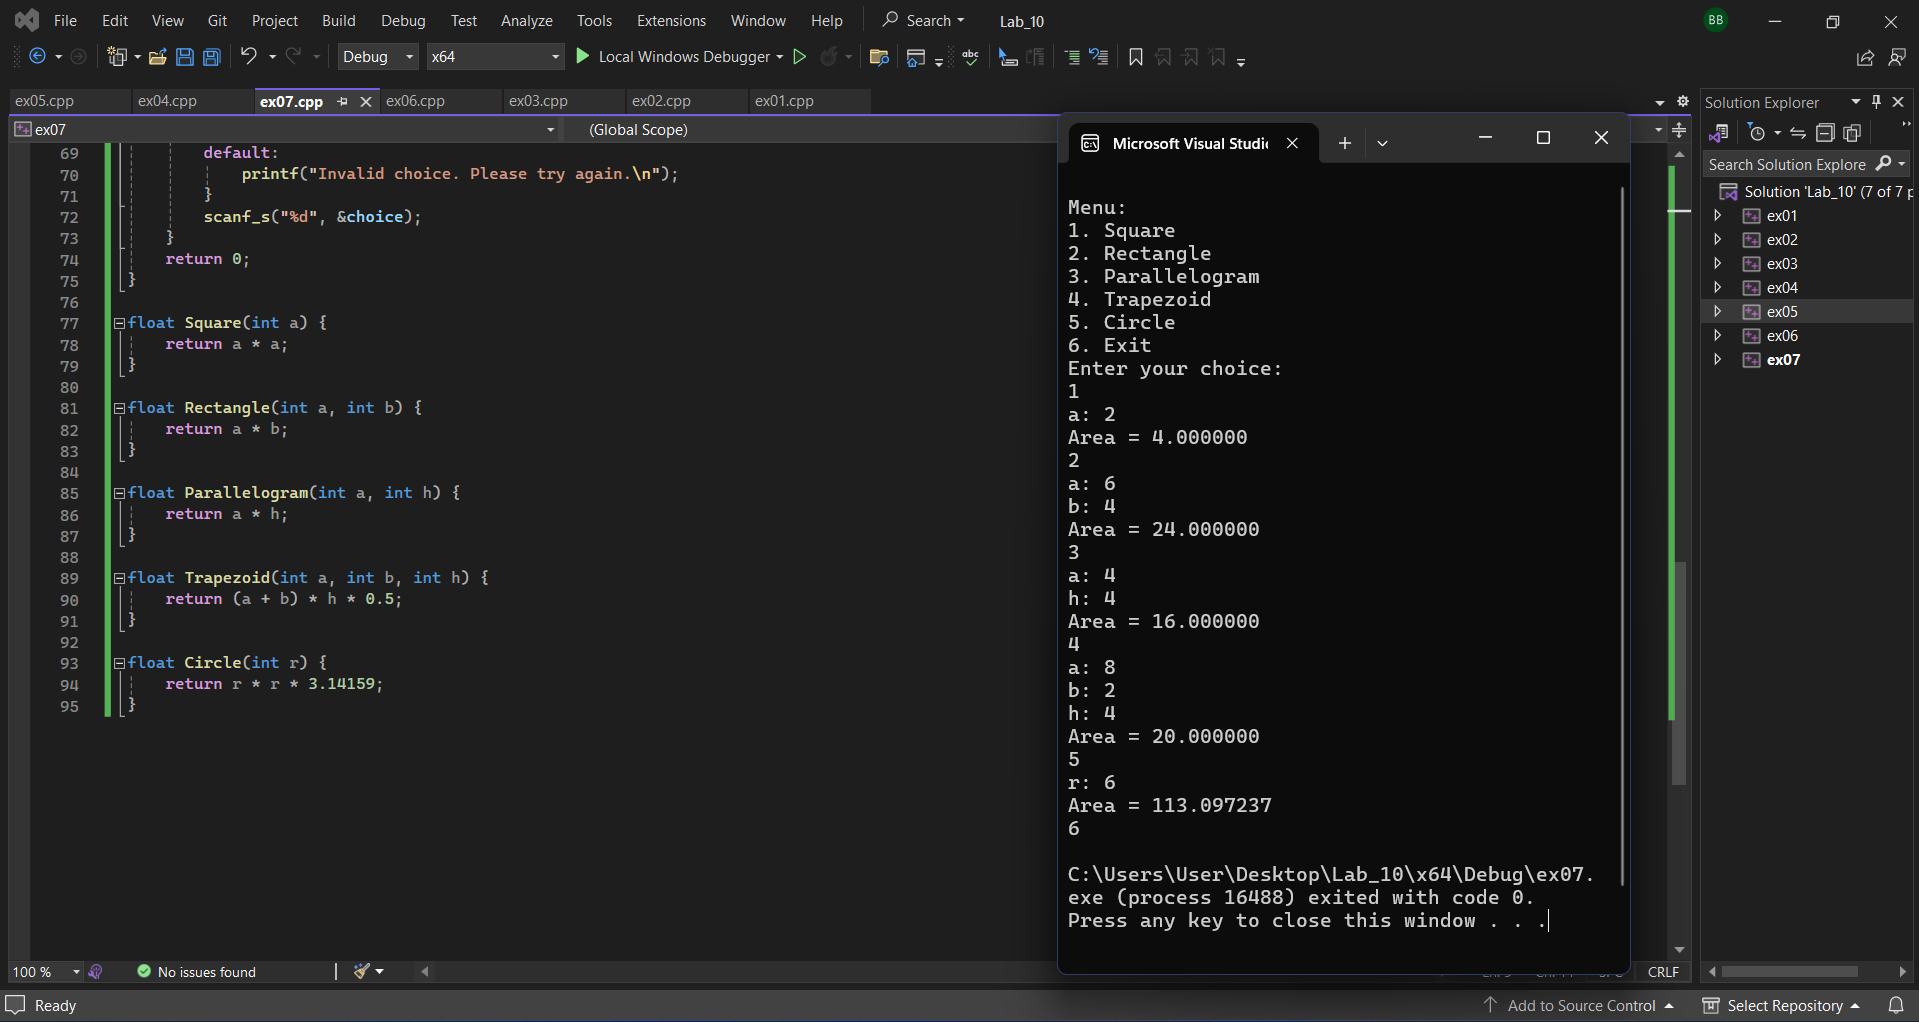 File Edit View Git Project Build Debug Test Analyze Tools Extensions Window Help Search Lab_10 BB
Debug x64 Local Windows Debugger abc
ex05.cpp ex04.cpp ex07.cpp ex06.cpp ex03.cpp ex02.cpp ex01.cpp
ex07 (Global Scope)
69 default:
70 printf("Invalid choice. Please try again.\n");
71 }
72 scanf_s("%d", &choice);
73 }
74 return 0;
75 }
76
77 float Square(int a) {
78 return a * a;
79 }
80
81 float Rectangle(int a, int b) {
82 return a * b;
83 }
84
85 float Parallelogram(int a, int h) {
86 return a * h;
87 }
88
89 float Trapezoid(int a, int b, int h) {
90 return (a + b) * h * 0.5;
91 }
92
93 float Circle(int r) {
94 return r * r * 3.14159;
95 }
Microsoft Visual Studi
Menu:
1. Square
2. Rectangle
3. Parallelogram
4. Trapezoid
5. Circle
6. Exit
Enter your choice:
1
a: 2
Area = 4.000000
2
a: 6
b: 4
Area = 24.000000
3
a: 4
h: 4
Area = 16.000000
4
a: 8
b: 2
h: 4
Area = 20.000000
5
r: 6
Area = 113.097237
6
C:\Users\User\Desktop\Lab_10\x64\Debug\ex07.
exe (process 16488) exited with code 0.
Press any key to close this window . . .
Solution Explorer
Search Solution Explore
Solution 'Lab_10' (7 of 7 p
ex01
ex02
ex03
ex04
ex05
ex06
ex07
100 % No issues found CRLF
Ready Add to Source Control Select Repository